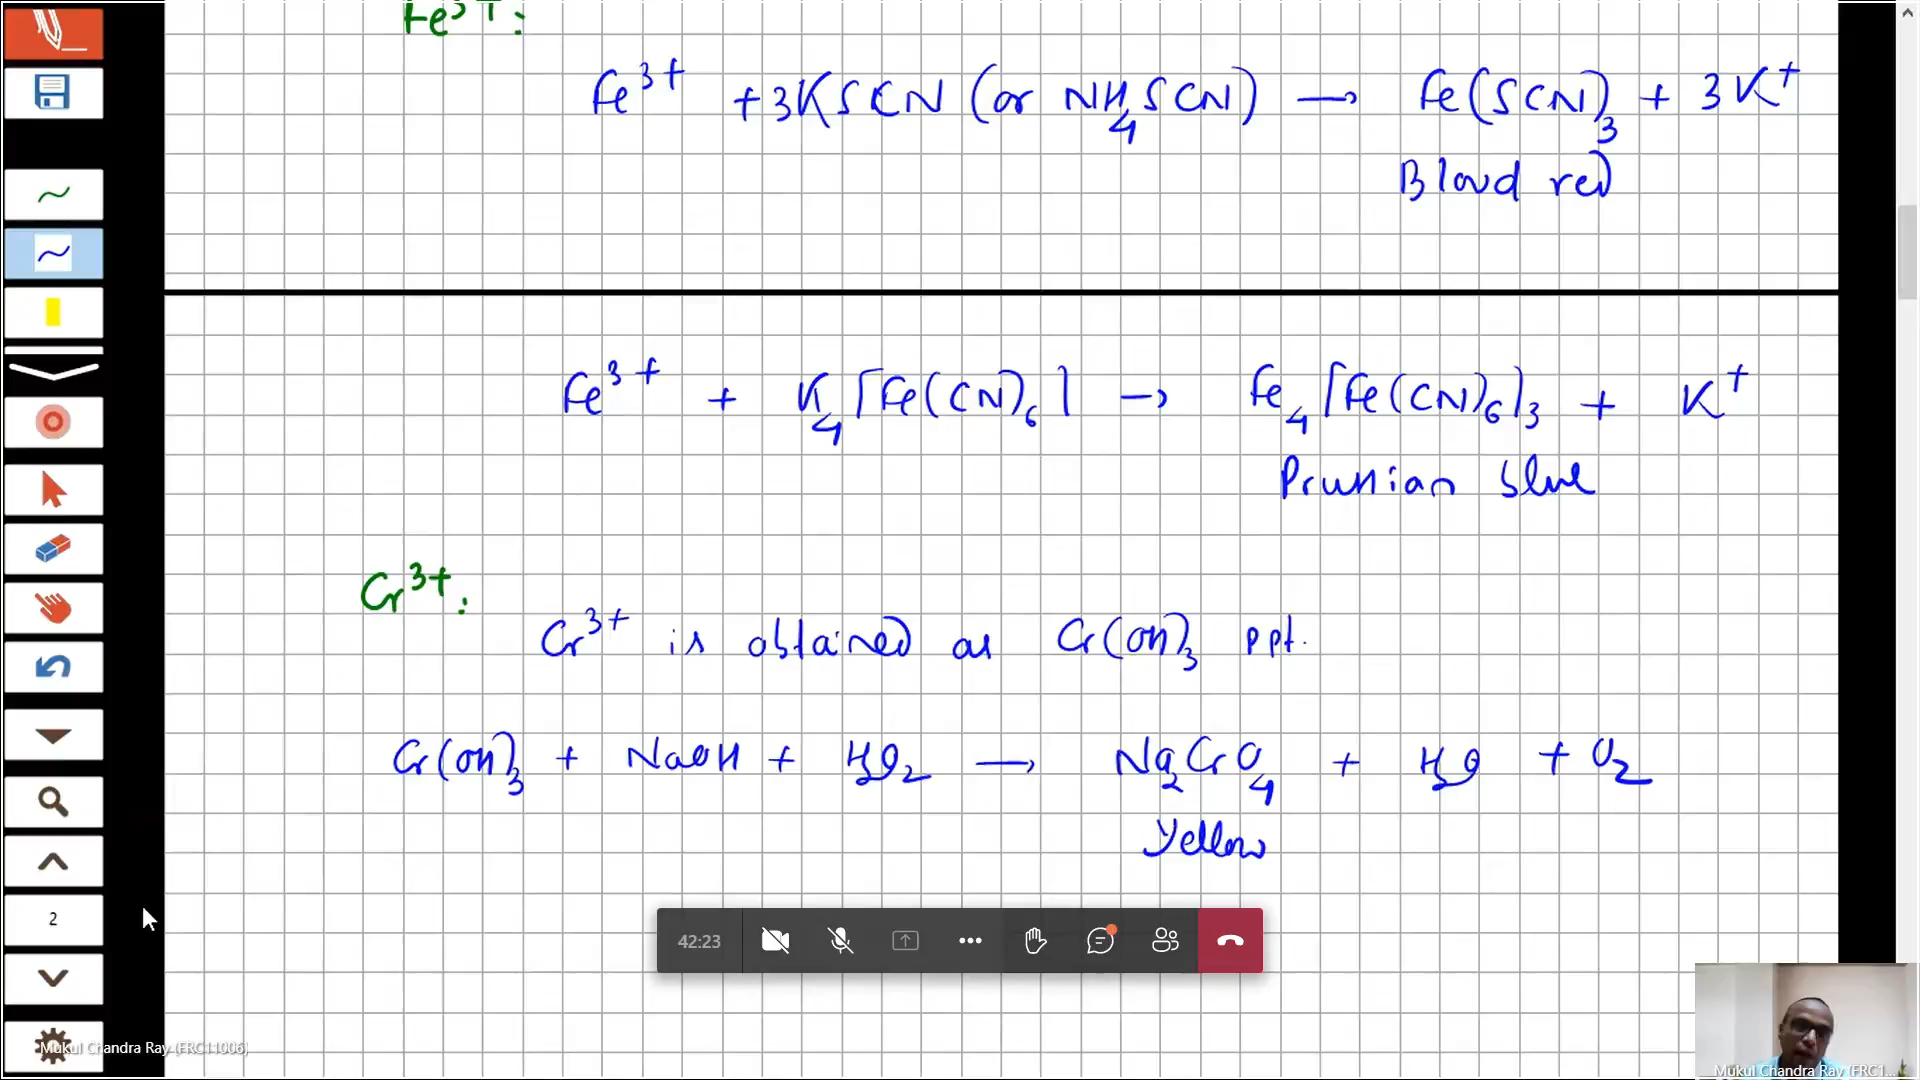 Fe3+:
Fe3+ + 3KSCN (or NH4SCN) → Fe(SCN)3 + 3K+
Blood red
Fe3+ + K4[Fe(CN)6] → Fe4[Fe(CN)6]3 + K+
Prussian blue
Cr3+:
Cr3+ is obtained as Cr(OH)3 ppt.
Cr(OH)3 + NaOH + H2O2 → Na2CrO4 + H2O + O2
Yellow
2
42:23
Mukul Chandra Ray (FRC11006)
Mukul Chandra Ray (FRC1...